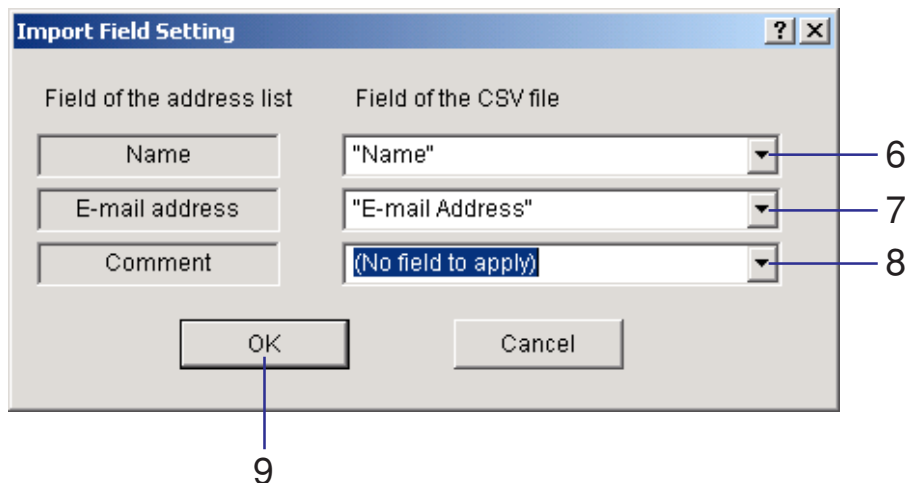 Import Field Setting
Field of the address list Field of the CSV file
Name "Name" 6
E-mail address "E-mail Address" 7
Comment (No field to apply) 8
OK Cancel
9